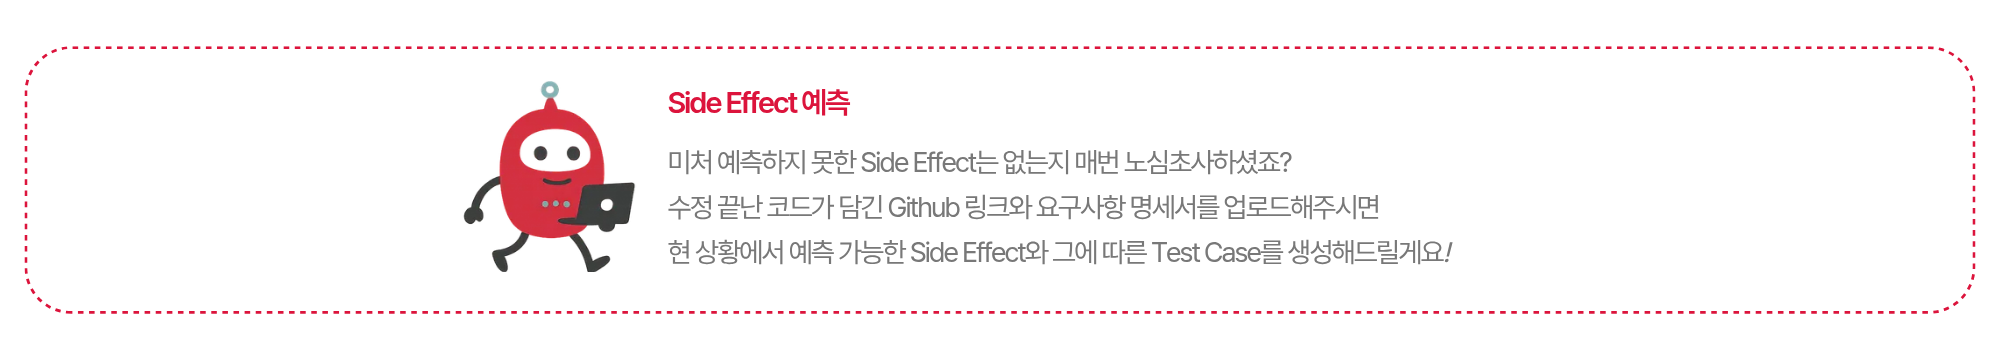 Side Effect 예측
미처 예측하지 못한 Side Effect는 없는지 매번 노심초사하셨죠?
수정 끝난 코드가 담긴 Github 링크와 요구사항 명세서를 업로드해주시면
현 상황에서 예측 가능한 Side Effect와 그에 따른 Test Case를 생성해드릴게요!